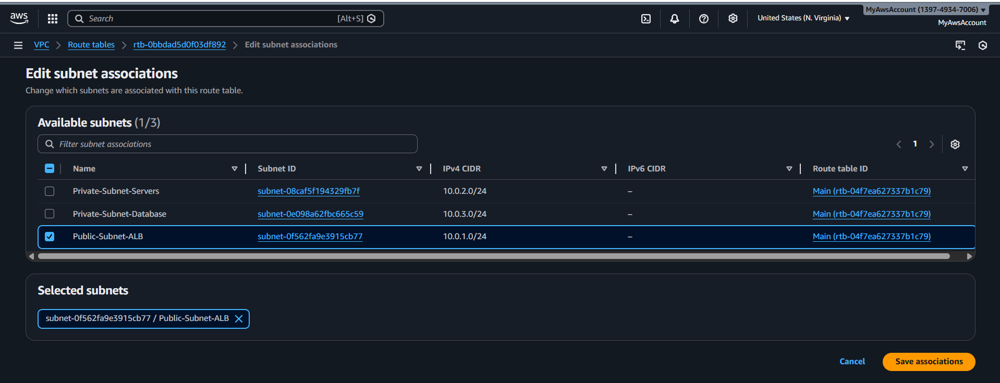 aws
Search [Alt+S]
United States (N. Virginia)
MyAwsAccount (1397-4934-7006)
MyAwsAccount
VPC Route tables rtb-0bbdad5d0f03df892 Edit subnet associations
Edit subnet associations
Change which subnets are associated with this route table.
Available subnets (1/3)
Filter subnet associations
1
Name Subnet ID IPv4 CIDR IPv6 CIDR Route table ID
Private-Subnet-Servers subnet-08caf5f194329fb7f 10.0.2.0/24 – Main (rtb-04f7ea627337b1c79)
Private-Subnet-Database subnet-0e098a62fbc665c59 10.0.3.0/24 – Main (rtb-04f7ea627337b1c79)
Public-Subnet-ALB subnet-0f562fa9e3915cb77 10.0.1.0/24 – Main (rtb-04f7ea627337b1c79)
Selected subnets
subnet-0f562fa9e3915cb77 / Public-Subnet-ALB
Cancel Save associations